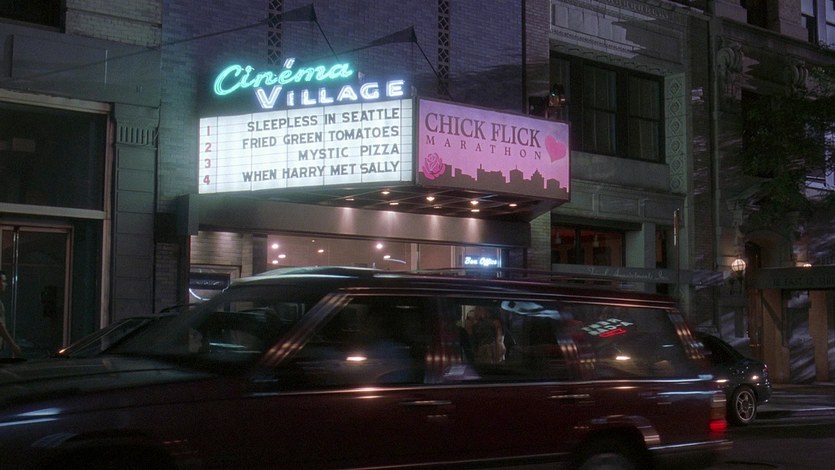 Cinéma
VILLAGE
1 SLEEPLESS IN SEATTLE
2 FRIED GREEN TOMATOES
3 MYSTIC PIZZA
4 WHEN HARRY MET SALLY
CHICK FLICK
MARATHON
Box Office